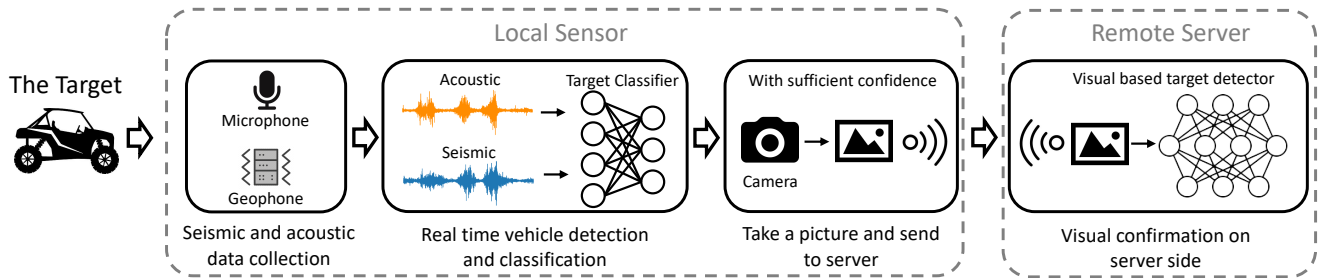 Local Sensor
Remote Server
The Target
Microphone
Geophone
Seismic and acoustic
data collection
Acoustic
Target Classifier
Seismic
Real time vehicle detection
and classification
With sufficient confidence
Camera
Take a picture and send
to server
Visual based target detector
Visual confirmation on
server side